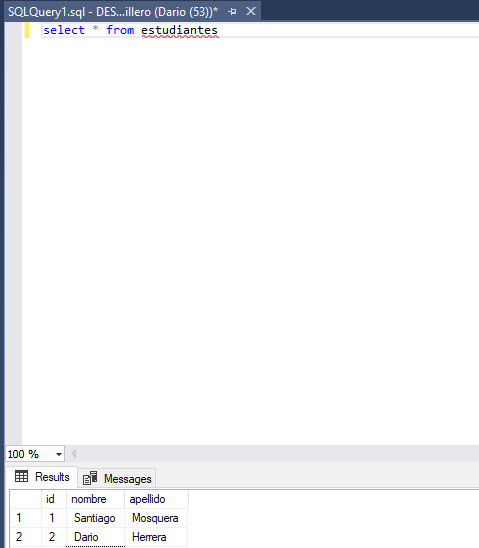 SQLQuery1.sql - DES...illero (Dario (53))*
select * from estudiantes
100 %
Results Messages
id nombre apellido
1 1 Santiago Mosquera
2 2 Dario Herrera